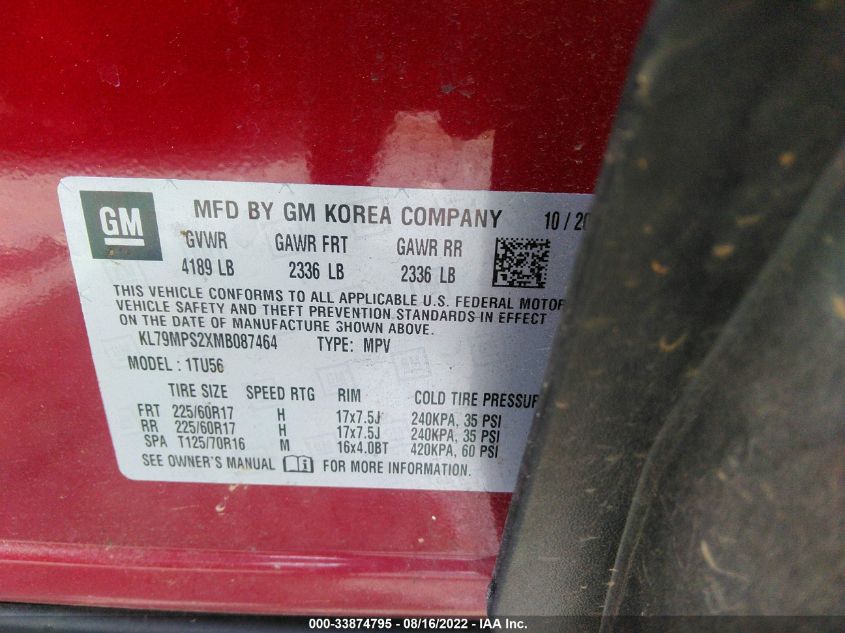 GM
MFD BY GM KOREA COMPANY 10 / 20
GVWR GAWR FRT GAWR RR
4189 LB 2336 LB 2336 LB
THIS VEHICLE CONFORMS TO ALL APPLICABLE U.S. FEDERAL MOTOR
VEHICLE SAFETY AND THEFT PREVENTION STANDARDS IN EFFECT
ON THE DATE OF MANUFACTURE SHOWN ABOVE.
KL79MPS2XMB087464 TYPE: MPV
MODEL : 1TU56
TIRE SIZE SPEED RTG RIM COLD TIRE PRESSUR
FRT 225/60R17 H 17x7.5J 240KPA, 35 PSI
RR 225/60R17 H 17x7.5J 240KPA, 35 PSI
SPA T125/70R16 M 16x4.0BT 420KPA, 60 PSI
SEE OWNER'S MANUAL FOR MORE INFORMATION.
000-33874795 - 08/16/2022 - IAA Inc.